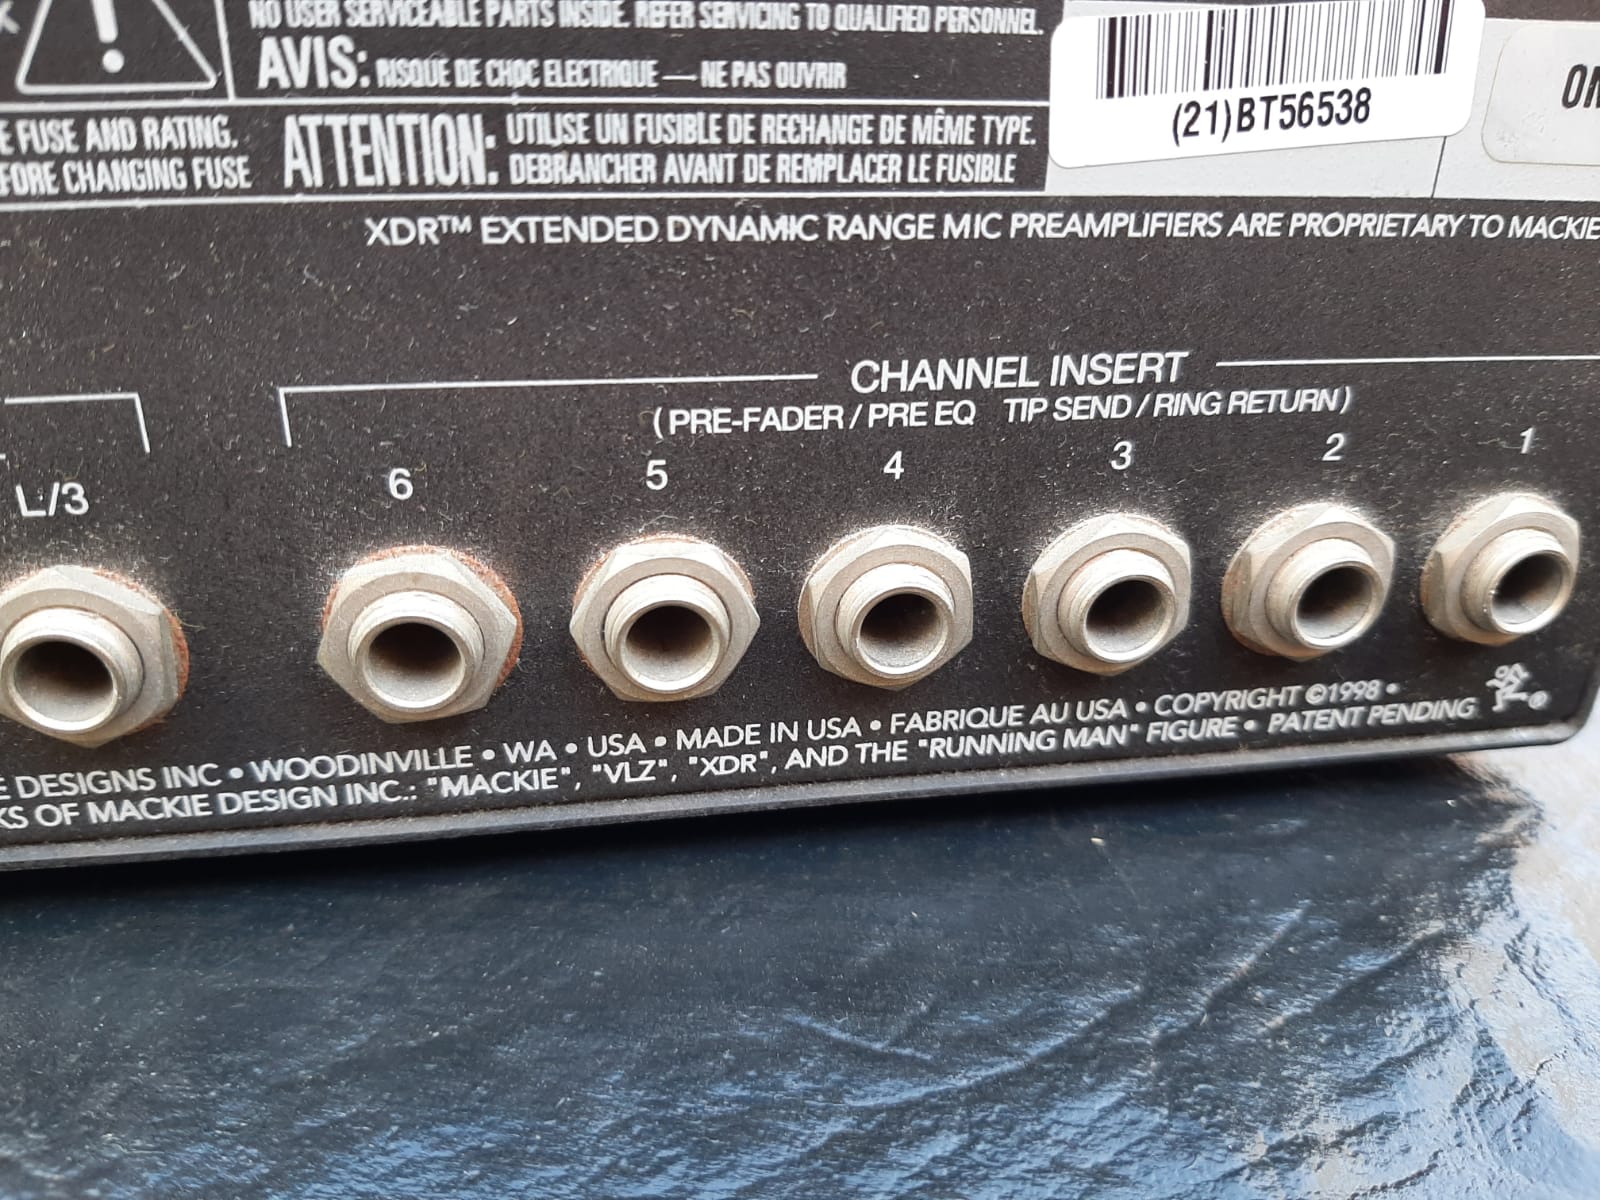 NO USER SERVICEABLE PARTS INSIDE. REFER SERVICING TO QUALIFIED PERSONNEL.
AVIS: RISQUE DE CHOC ELECTRIQUE — NE PAS OUVRIR
E FUSE AND RATING.
FORE CHANGING FUSE
ATTENTION: UTILISE UN FUSIBLE DE RECHANGE DE MÊME TYPE.
DEBRANCHER AVANT DE REMPLACER LE FUSIBLE
(21)BT56538
ON
XDR™ EXTENDED DYNAMIC RANGE MIC PREAMPLIFIERS ARE PROPRIETARY TO MACKIE
CHANNEL INSERT
(PRE-FADER / PRE EQ TIP SEND / RING RETURN)
L/3 6 5 4 3 2 1
E DESIGNS INC • WOODINVILLE • WA • USA • MADE IN USA • FABRIQUE AU USA • COPYRIGHT ©1998 •
KS OF MACKIE DESIGN INC.: "MACKIE", "VLZ", "XDR", AND THE "RUNNING MAN" FIGURE • PATENT PENDING ®